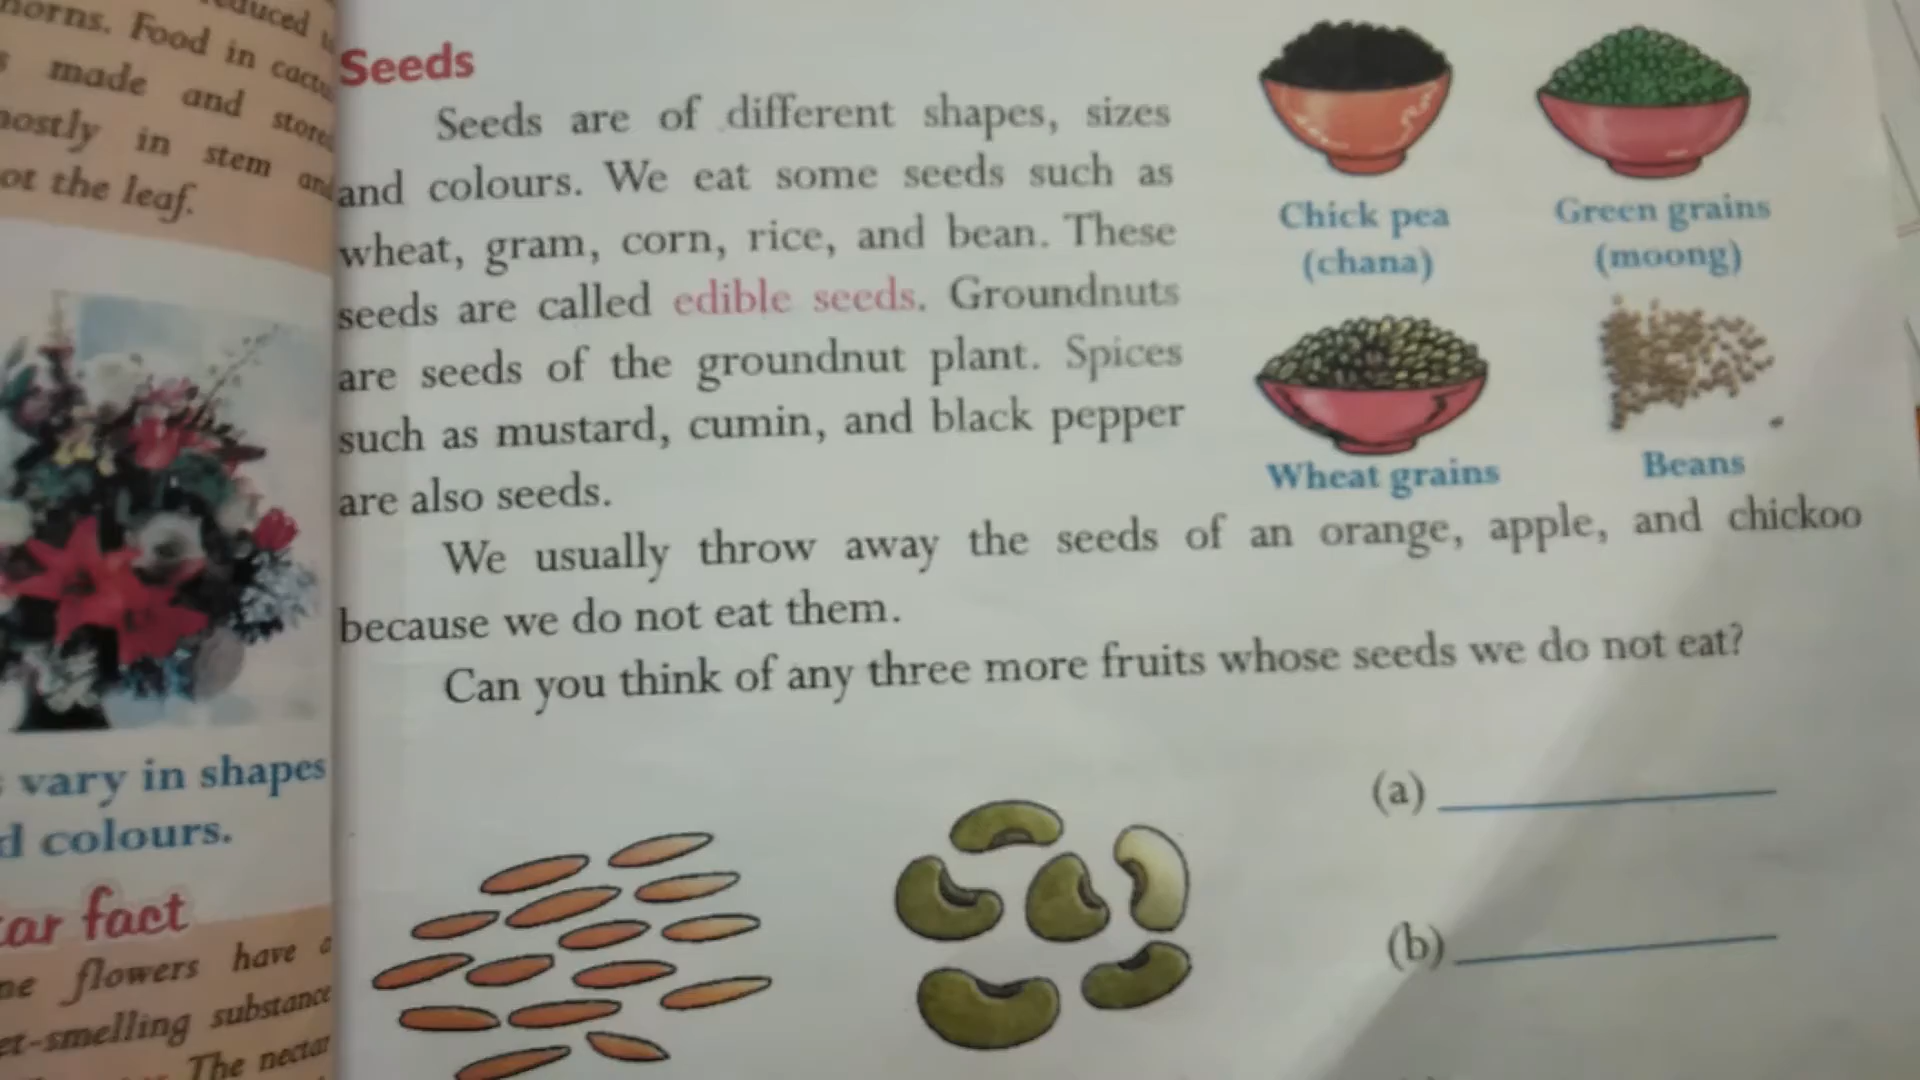 horns. Food in
made and
mostly in stem and
ot the leaf.
vary in shapes
d colours.
fact
flowers have a
substance
The nectar
Seeds
Seeds are of different shapes, sizes
and colours. We eat some seeds such as
wheat, gram, corn, rice, and bean. These
seeds are called edible seeds. Groundnuts
are seeds of the groundnut plant. Spices
such as mustard, cumin, and black pepper
are also seeds.
Chick pea
(chana)
Green grains
(moong)
Wheat grains
Beans
We usually throw away the seeds of an orange, apple, and chickoo
because we do not eat them.
Can you think of any three more fruits whose seeds we do not eat?
(a)
(b)